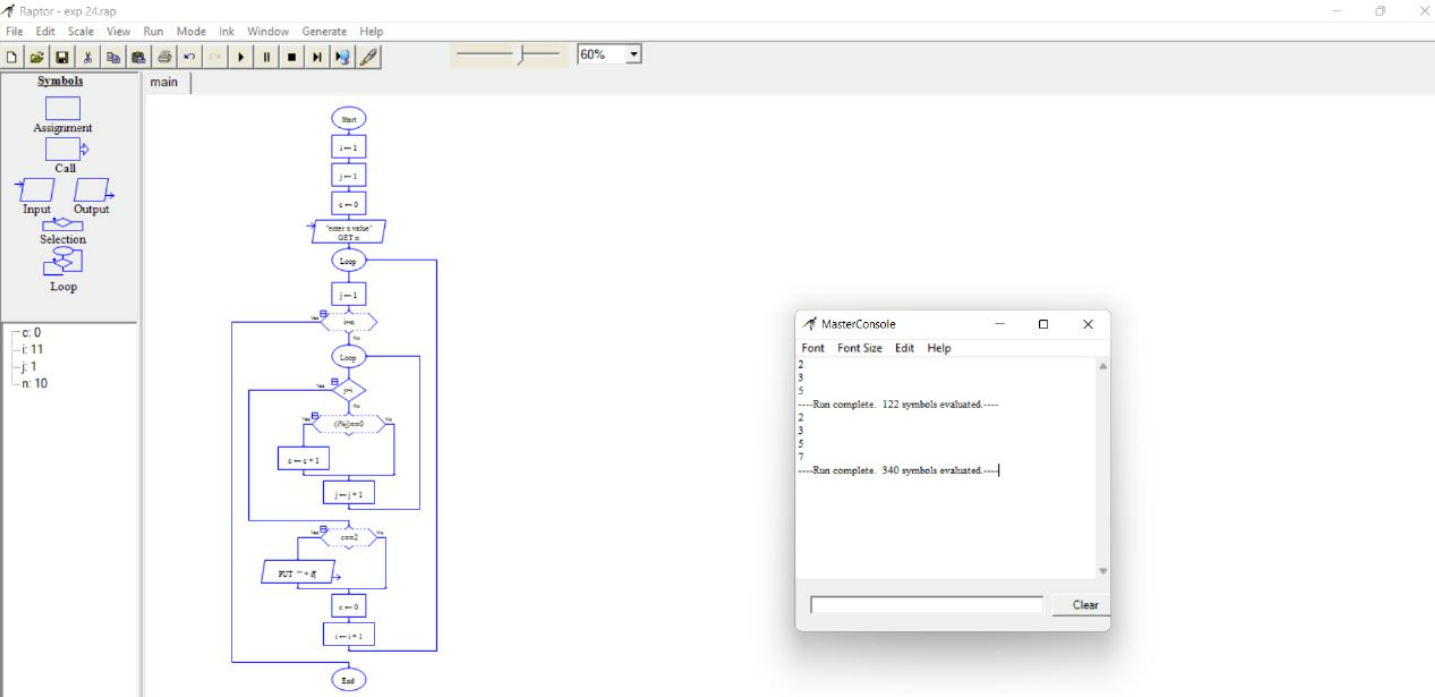 Raptor - exp 24.rap
File Edit Scale View Run Mode Ink Window Generate Help
60%
Symbols
main
Assignment
Call
Input Output
Selection
Loop
c: 0
i: 11
j: 1
n: 10
Start
i ← 1
j ← 1
c ← 0
"enter n value"
GET n
Loop
j ← 1
Yes
No
Loop
Yes
No
Yes
No
((i%j)==0
c ← c + 1
j ← j + 1
Yes
No
c==2
c ← 0
i ← i + 1
End
MasterConsole
Font Font Size Edit Help
2
3
5
----Run complete. 122 symbols evaluated.----
2
3
5
7
----Run complete. 340 symbols evaluated.----
Clear